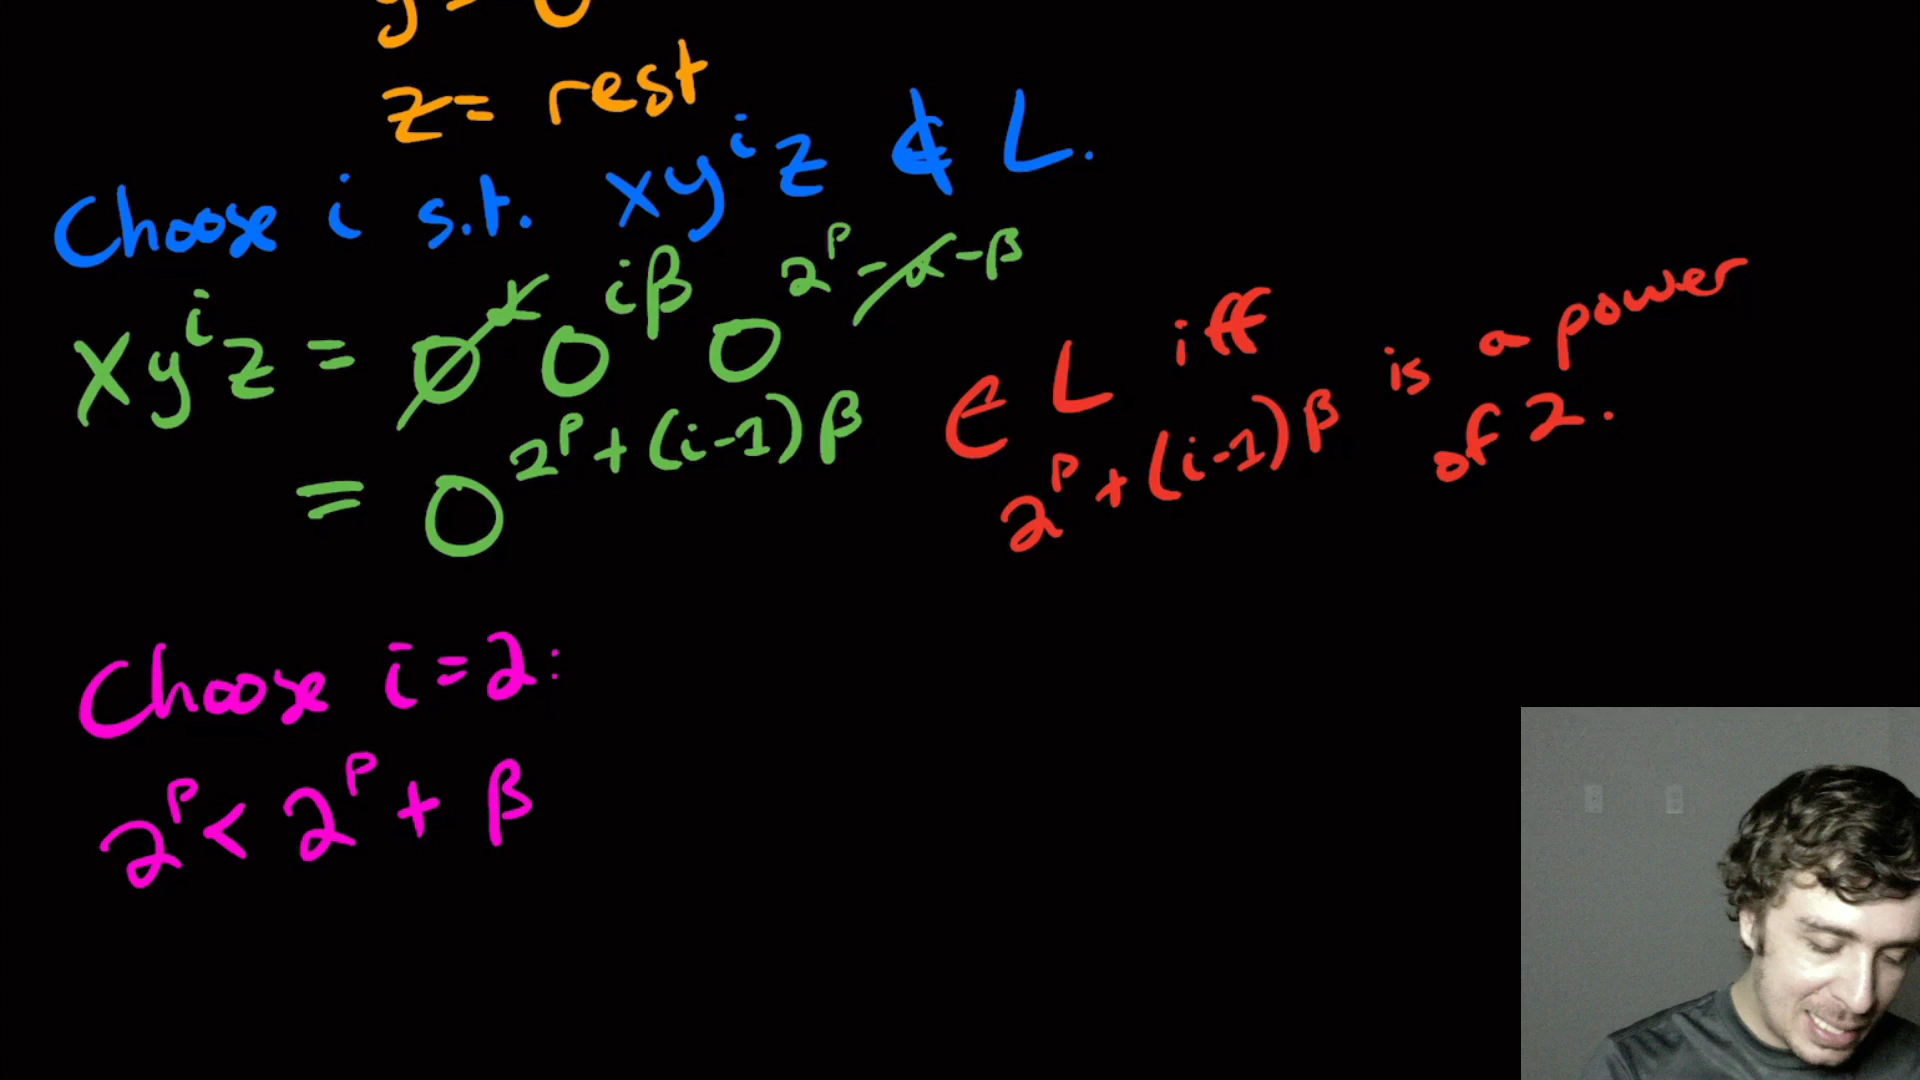 y = 0
z = rest
Choose i s.t. xy^i z ∉ L.
xy^i z = 0^α 0^{iβ} 0^{2^p - α - β}
= 0^{2^p + (i-1)β}
∈ L iff
2^p + (i-1)β is a power
of 2.
Choose i = 2:
2^p < 2^p + β